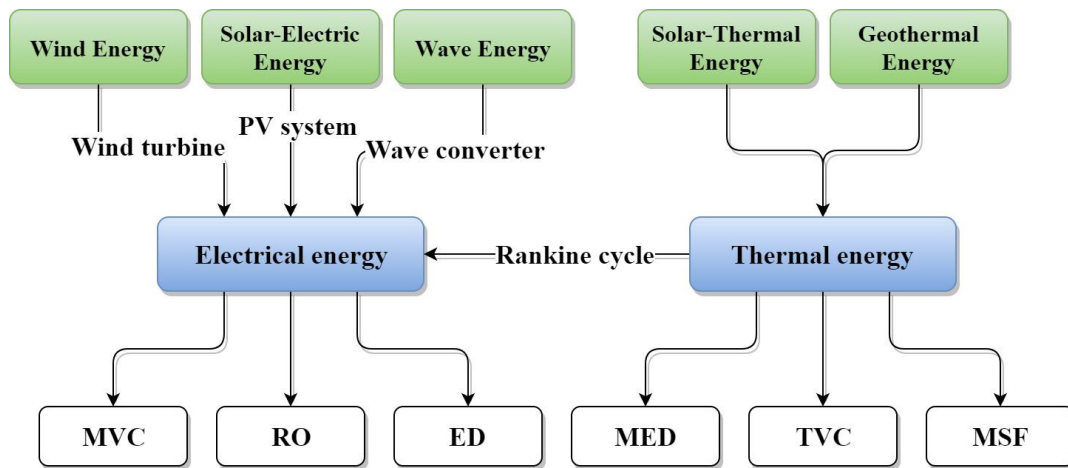 Wind Energy
Solar-Electric
Energy
Wave Energy
Solar-Thermal
Energy
Geothermal
Energy
PV system
Wind turbine
Wave converter
Electrical energy
Rankine cycle
Thermal energy
MVC
RO
ED
MED
TVC
MSF